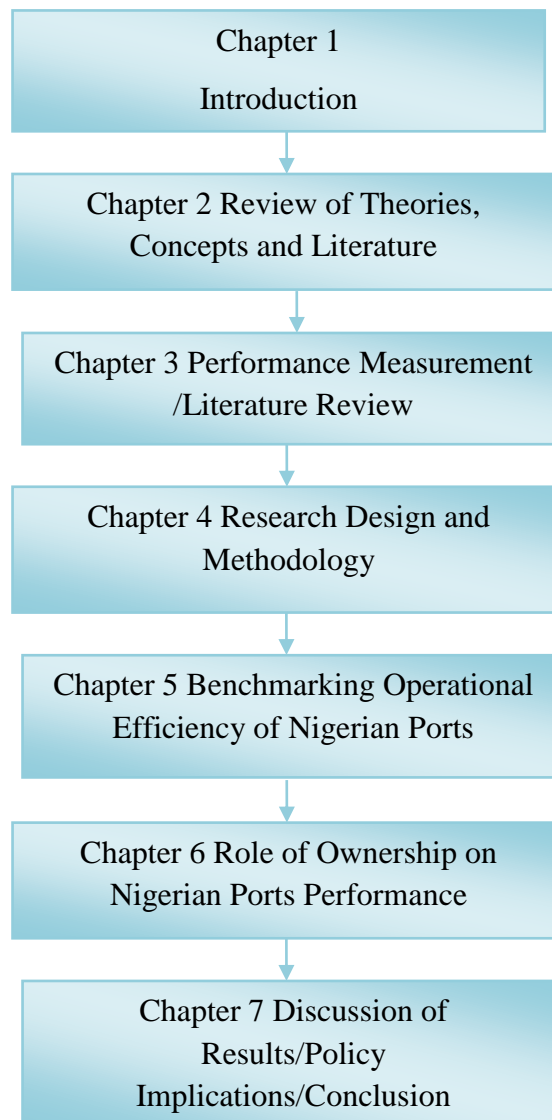 Chapter 1
Introduction
Chapter 2 Review of Theories,
Concepts and Literature
Chapter 3 Performance Measurement
/Literature Review
Chapter 4 Research Design and
Methodology
Chapter 5 Benchmarking Operational
Efficiency of Nigerian Ports
Chapter 6 Role of Ownership on
Nigerian Ports Performance
Chapter 7 Discussion of
Results/Policy
Implications/Conclusion